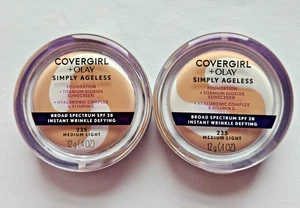 COVERGIRL
+OLAY
SIMPLY AGELESS
FOUNDATION
+ TITANIUM DIOXIDE
SUNSCREEN
+ HYALURONIC COMPLEX
& VITAMIN C
BROAD SPECTRUM SPF 28
INSTANT WRINKLE DEFYING
235
MEDIUM LIGHT
12 g (.4 OZ)
COVERGIRL
+OLAY
SIMPLY AGELESS
FOUNDATION
+ TITANIUM DIOXIDE
SUNSCREEN
+ HYALURONIC COMPLEX
& VITAMIN C
BROAD SPECTRUM SPF 28
INSTANT WRINKLE DEFYING
235
MEDIUM LIGHT
12 g (.4 OZ)